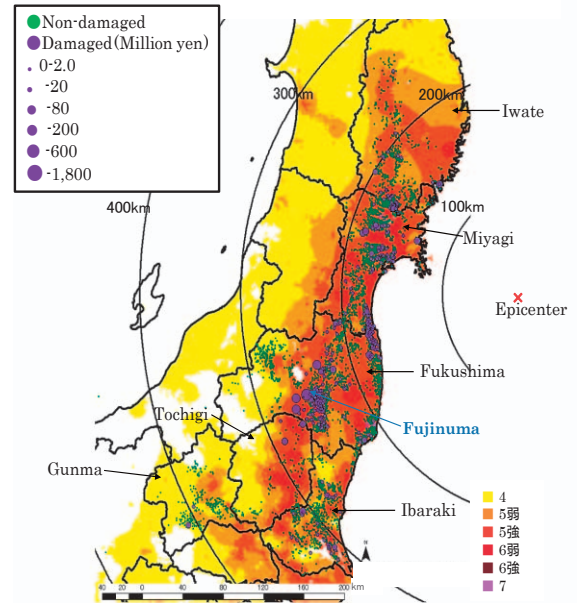 Non-damaged
Damaged(Million yen)
0-2.0
-20
-80
-200
-600
-1,800
300km
200km
Iwate
400km
100km
Miyagi
Epicenter
Fukushima
Tochigi
Fujinuma
Gunma
Ibaraki
4
5弱
5強
6弱
6強
7
N
40 20 0 40 80 120 160 200 km